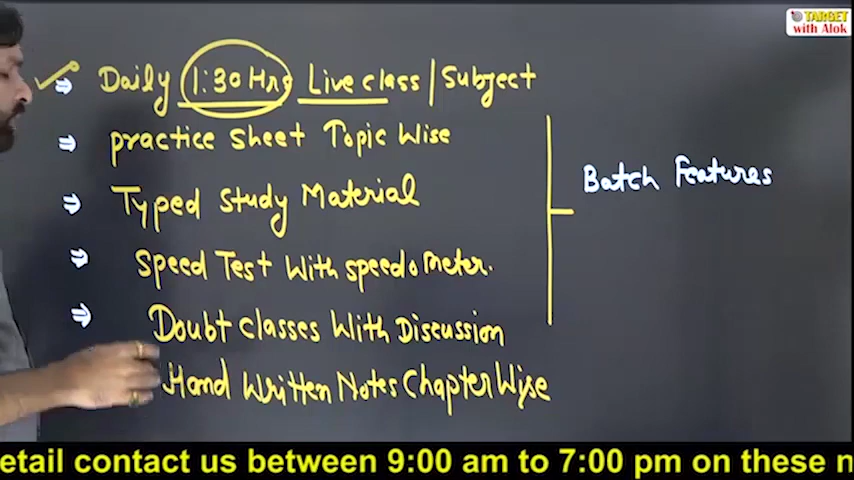 TARGET
with Alok
⇒ Daily 1:30 Hrs Live class / Subject
⇒ practice Sheet Topic Wise
⇒ Typed Study Material
⇒ Speed Test With speedometer.
⇒ Doubt classes With Discussion
Hand Written Notes Chapter Wise
Batch Features
etail contact us between 9:00 am to 7:00 pm on these n